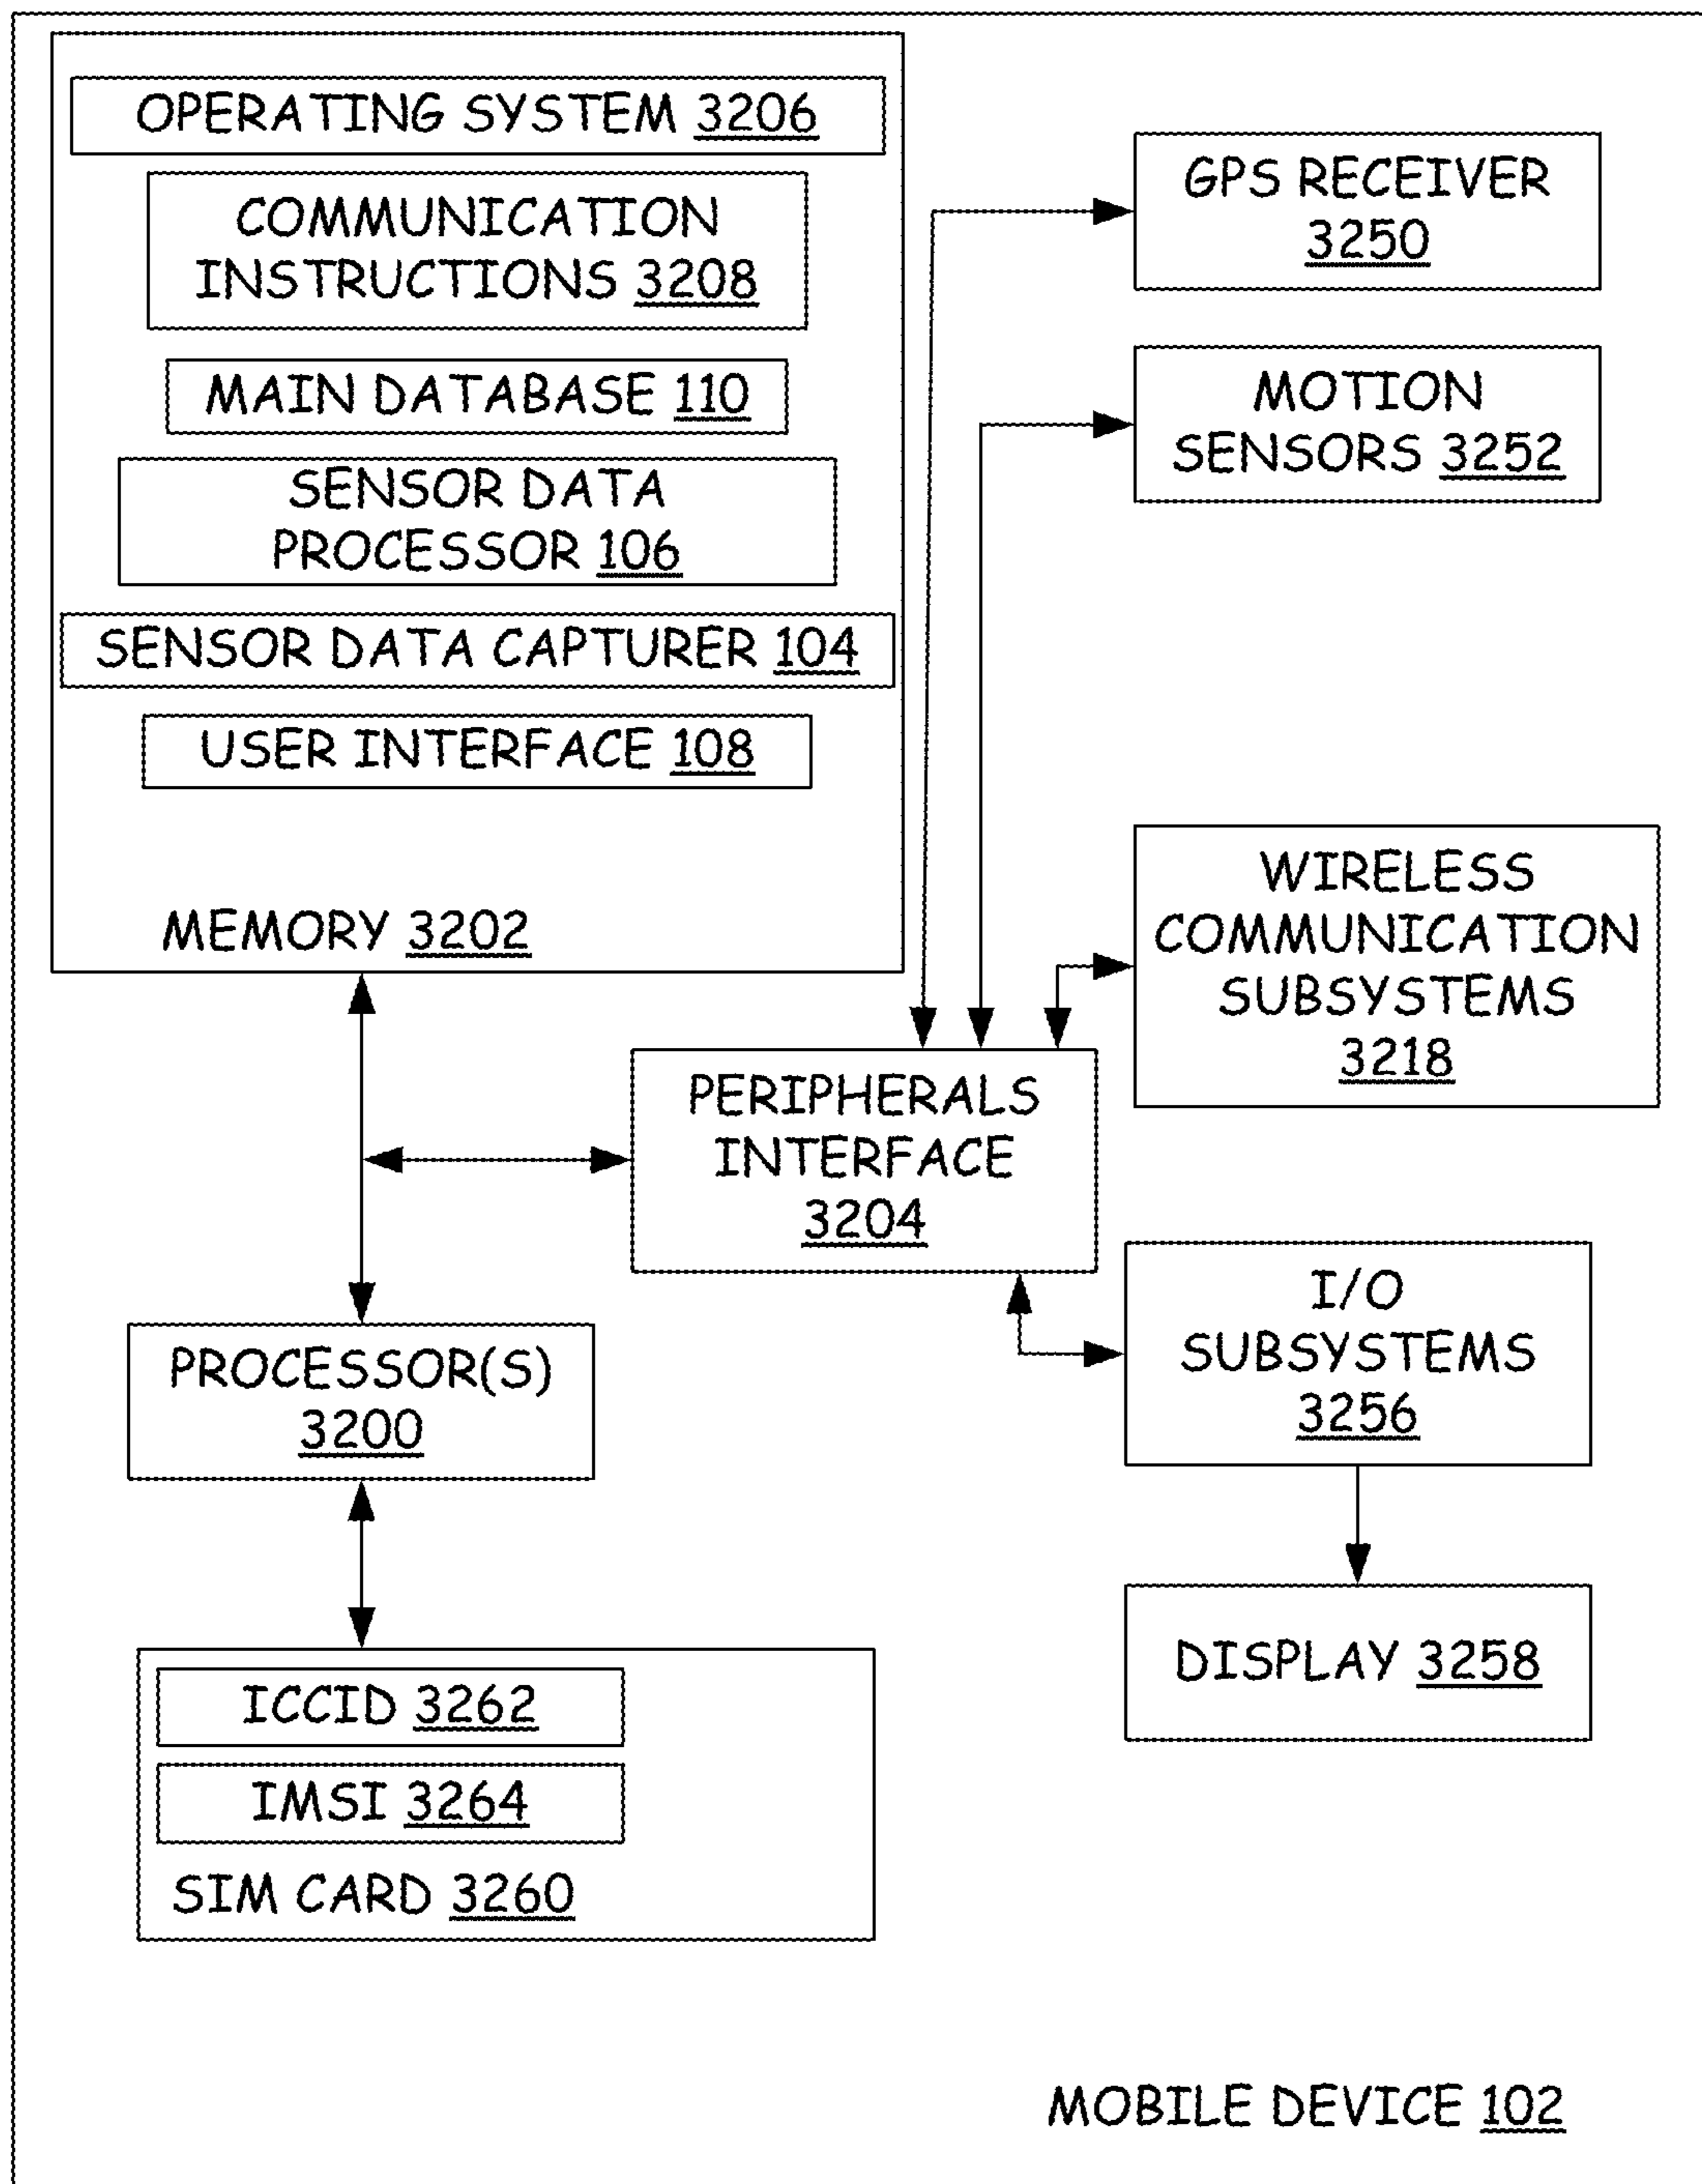 OPERATING SYSTEM 3206
COMMUNICATION
INSTRUCTIONS 3208
MAIN DATABASE 110
SENSOR DATA
PROCESSOR 106
SENSOR DATA CAPTURER 104
USER INTERFACE 108
MEMORY 3202
GPS RECEIVER
3250
MOTION
SENSORS 3252
WIRELESS
COMMUNICATION
SUBSYSTEMS
3218
PERIPHERALS
INTERFACE
3204
I/O
SUBSYSTEMS
3256
PROCESSOR(S)
3200
DISPLAY 3258
ICCID 3262
IMSI 3264
SIM CARD 3260
MOBILE DEVICE 102